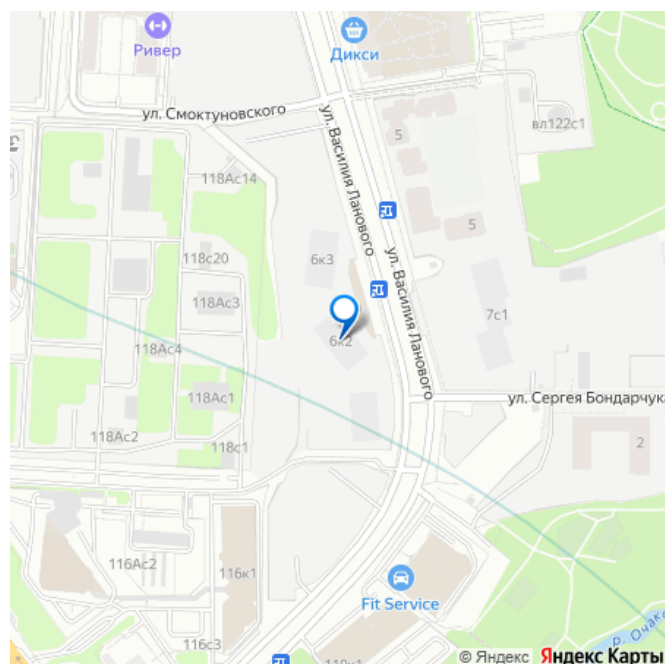 Ривер
Дикси
ул. Смоктуновского
ул. Василия Ланового
вл122с1
5
118Ас14
5
118с20
6к3
ул. Василия Ланового
118Ас3
7с1
6к2
118Ас4
118Ас1
ул. Сергея Бондарчука
118Ас2
118с1
2
116Ас2
116к1
Fit Service
р. Очак
116с3
© Яндекс Яндекс Карты